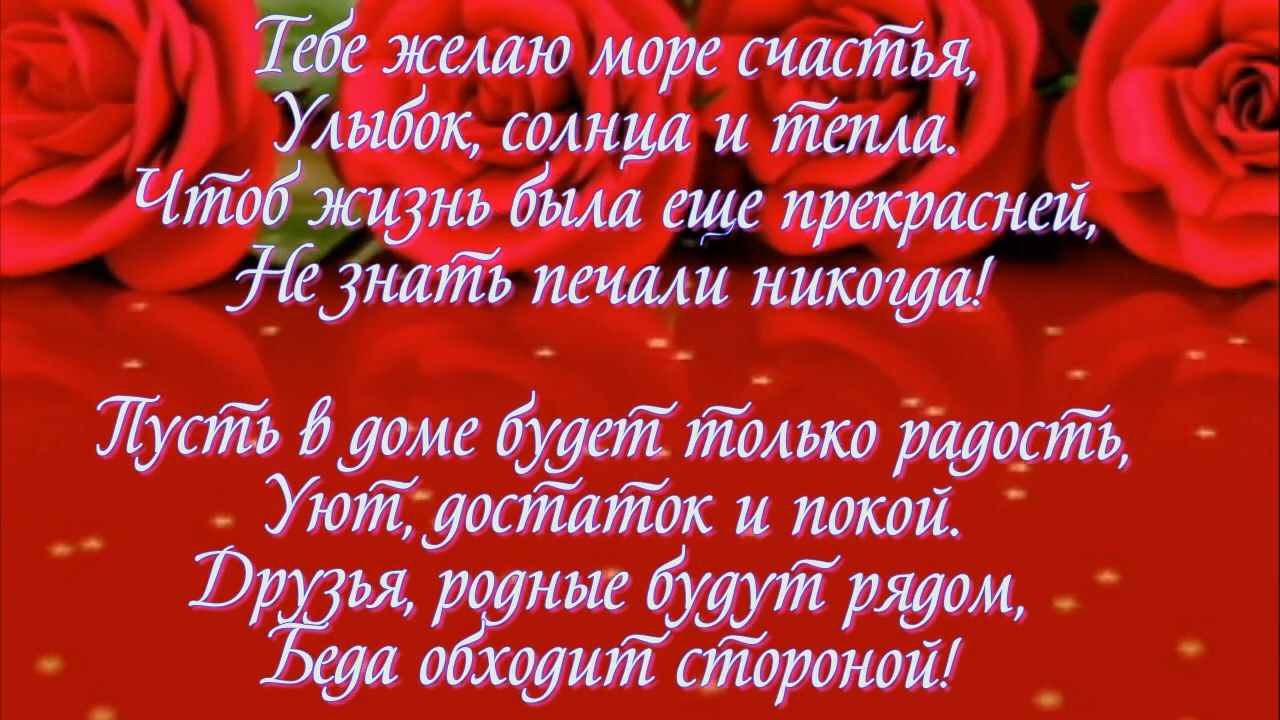 Тебе желаю море счастья,
Улыбок, солнца и тепла.
Чтоб жизнь была еще прекрасней,
Не знать печали никогда!
Пусть в доме будет только радость,
Уют, достаток и покой.
Друзья, родные будут рядом,
Беда обходит стороной!